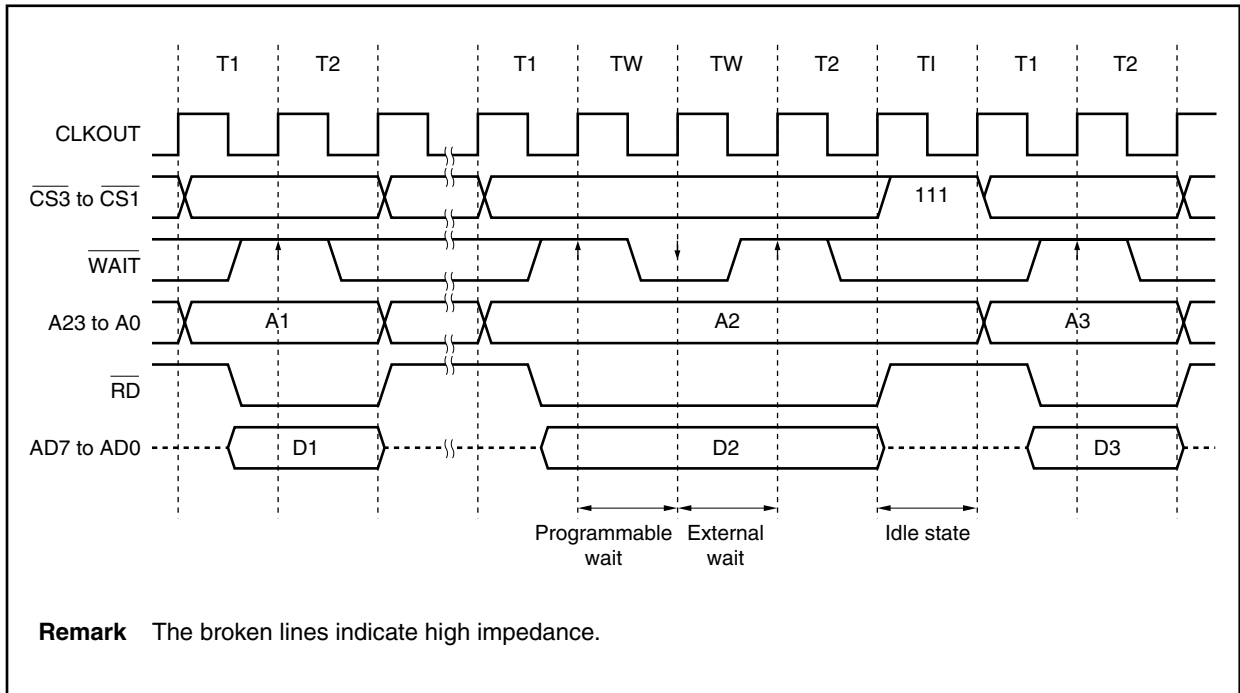 T1 T2 T1 TW TW T2 TI T1 T2
CLKOUT
CS3 to CS1 111
WAIT
A23 to A0 A1 A2 A3
RD
AD7 to AD0 D1 D2 D3
Programmable wait
External wait
Idle state
Remark The broken lines indicate high impedance.